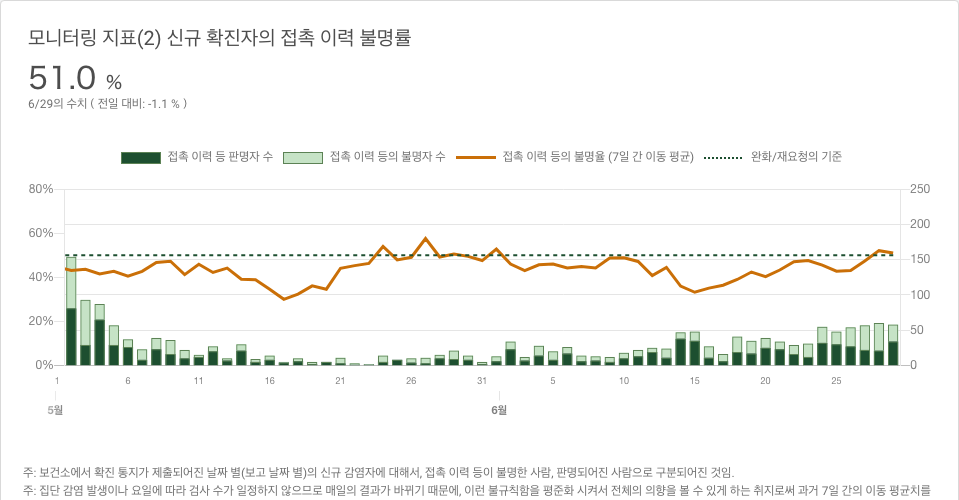 모니터링 지표(2) 신규 확진자의 접촉 이력 불명률
51.0 %
6/29의 수치 ( 전일 대비: -1.1 % )
접촉 이력 등 판명자 수 접촉 이력 등의 불명자 수 접촉 이력 등의 불명율 (7일 간 이동 평균) 완화/재요청의 기준
80% 250
200
60%
150
40%
100
20%
50
0% 0
1 6 11 16 21 26 31 5 10 15 20 25
5월 6월
주: 보건소에서 확진 통지가 제출되어진 날짜 별(보고 날짜 별)의 신규 감염자에 대해서, 접촉 이력 등이 불명한 사람, 판명되어진 사람으로 구분되어진 것임.
주: 집단 감염 발생이나 요일에 따라 검사 수가 일정하지 않으므로 매일의 결과가 바뀌기 때문에, 이런 불규칙함을 평준화 시켜서 전체의 의향을 볼 수 있게 하는 취지로써 과거 7일 간의 이동 평균치를